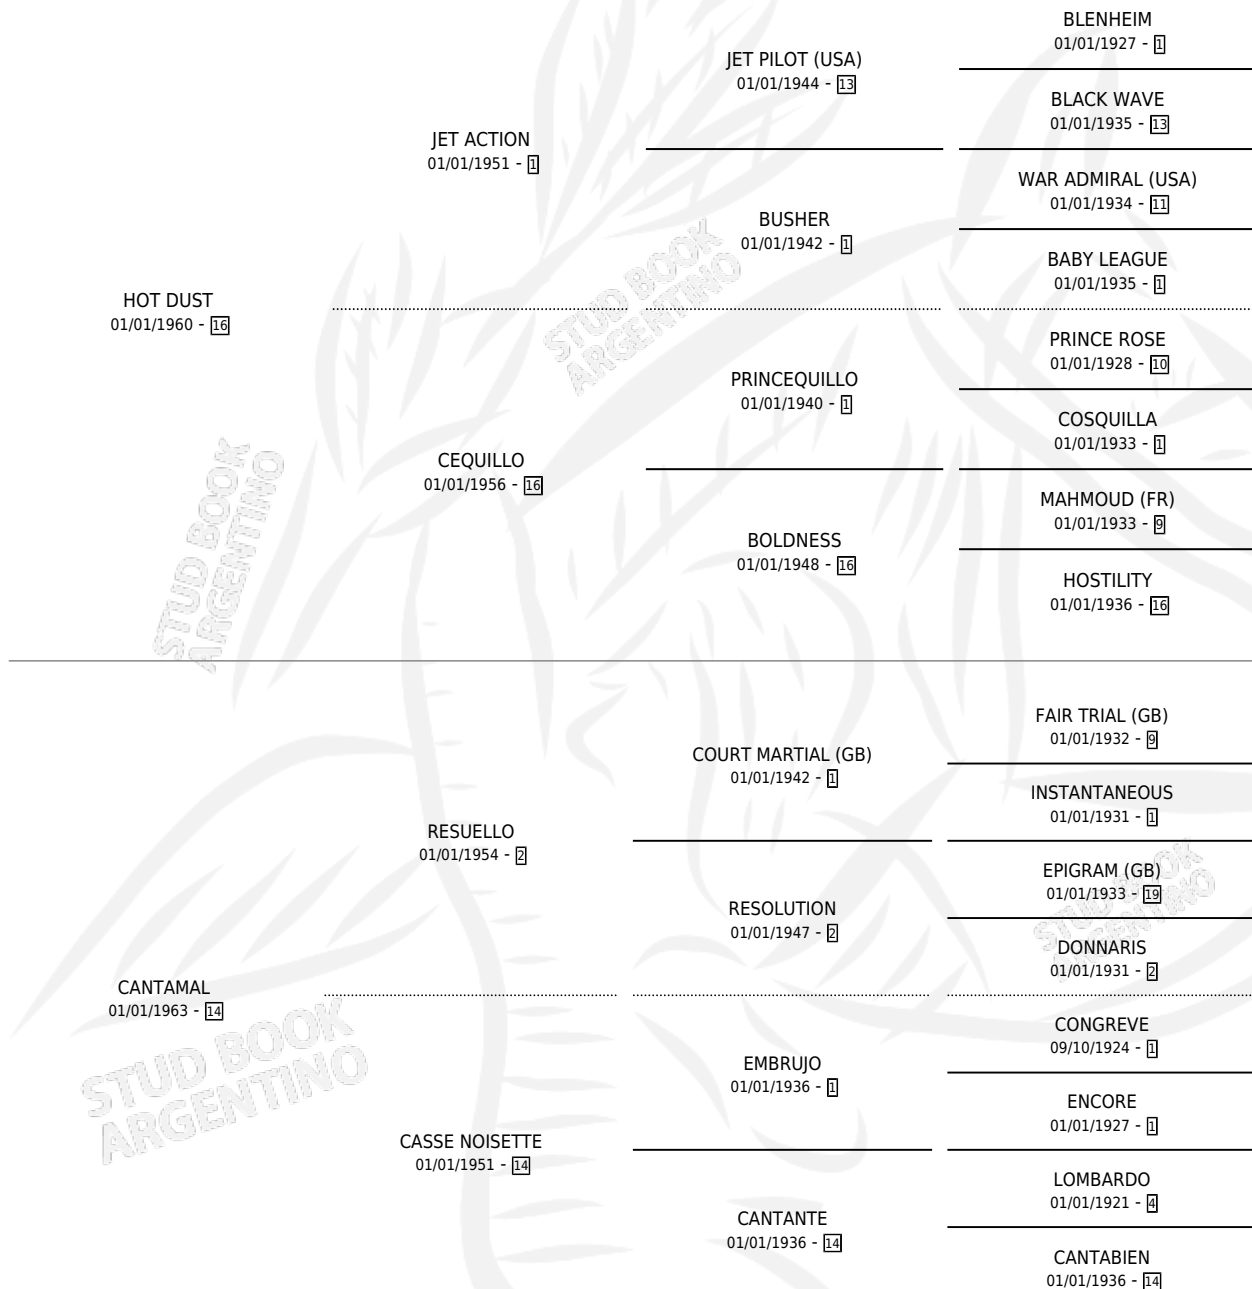 BLENHEIM
01/01/1927 - 1
JET PILOT (USA)
01/01/1944 - 13
BLACK WAVE
01/01/1935 - 13
JET ACTION
01/01/1951 - 1
WAR ADMIRAL (USA)
01/01/1934 - 11
BUSHER
01/01/1942 - 1
BABY LEAGUE
01/01/1935 - 1
HOT DUST
01/01/1960 - 16
PRINCE ROSE
01/01/1928 - 10
PRINCEQUILLO
01/01/1940 - 1
COSQUILLA
01/01/1933 - 1
CEQUILLO
01/01/1956 - 16
MAHMOUD (FR)
01/01/1933 - 9
BOLDNESS
01/01/1948 - 16
HOSTILITY
01/01/1936 - 16
FAIR TRIAL (GB)
01/01/1932 - 9
COURT MARTIAL (GB)
01/01/1942 - 1
INSTANTANEOUS
01/01/1931 - 1
RESUELLO
01/01/1954 - 2
EPIGRAM (GB)
01/01/1933 - 19
RESOLUTION
01/01/1947 - 2
DONNARIS
01/01/1931 - 2
CANTAMAL
01/01/1963 - 14
CONGREVE
09/10/1924 - 1
EMBRUJO
01/01/1936 - 1
ENCORE
01/01/1927 - 1
CASSE NOISETTE
01/01/1951 - 14
LOMBARDO
01/01/1921 - 4
CANTANTE
01/01/1936 - 14
CANTABIEN
01/01/1936 - 14
STUD BOOK
ARGENTINO
STUD BOOK
ARGENTINO
STUD BOOK
ARGENTINO
STUD BOOK
ARGENTINO